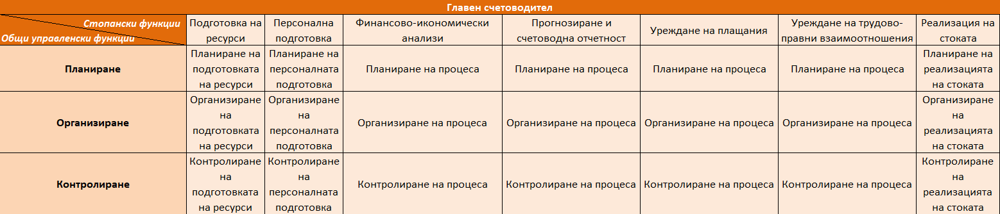 Главен счетоводител
Стопански функции
Общи управленски функции
Подготовка на
ресурси
Персонална
подготовка
Финансово-икономически
анализи
Прогнозиране и
счетоводна отчетност
Уреждане на плащания
Уреждане на трудово-
правни взаимоотношения
Реализация на
стоката
Планиране
Планиране на
подготовката
на ресурси
Планиране на
персоналната
подготовка
Планиране на процеса
Планиране на процеса
Планиране на процеса
Планиране на процеса
Планиране на
реализацията
на стоката
Организиране
Организиране
на
подготовката
на ресурси
Организиране
на
персоналната
подготовка
Организиране на процеса
Организиране на процеса
Организиране на процеса
Организиране на процеса
Организиране
на
реализацията
на стоката
Контролиране
Контролиране
на
подготовката
на ресурси
Контролиране
на
персоналната
подготовка
Контролиране на процеса
Контролиране на процеса
Контролиране на процеса
Контролиране на процеса
Контролиране
на
реализацията
на стоката